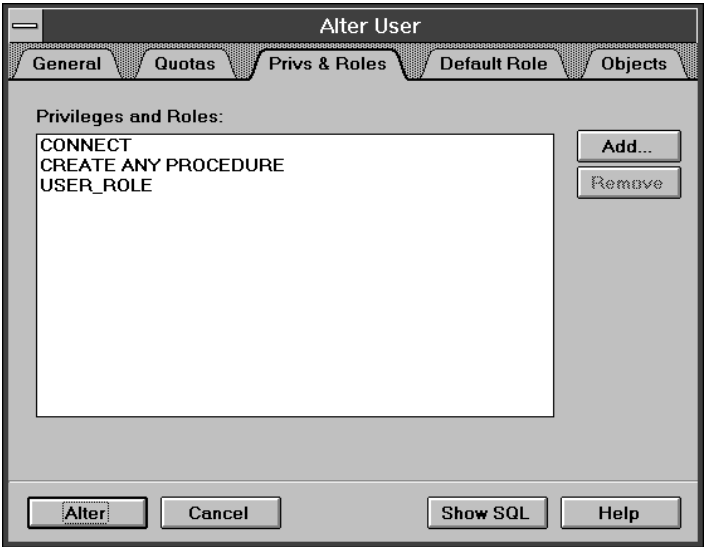 Alter User
General Quotas Privs & Roles Default Role Objects
Privileges and Roles:
CONNECT
CREATE ANY PROCEDURE
USER_ROLE
Add...
Remove
Alter Cancel Show SQL Help